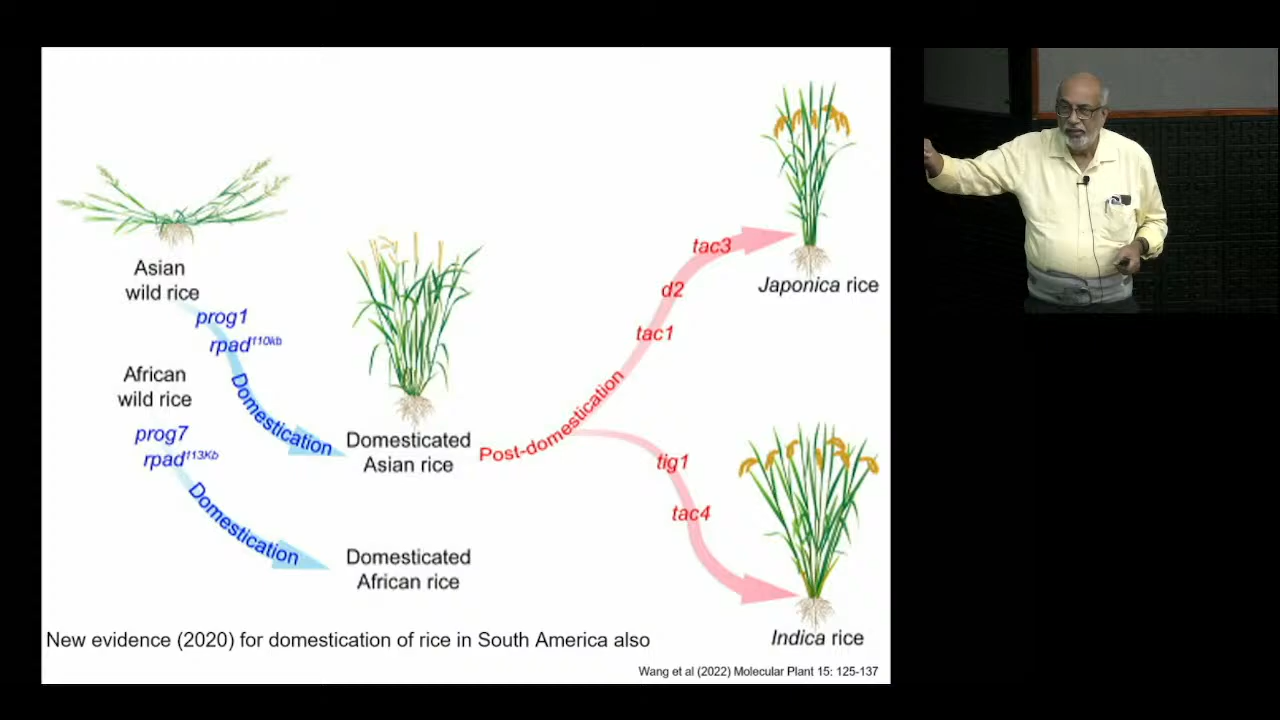 Asian
wild rice
prog1
rpad110kb
Domestication
African
wild rice
prog7
rpad113Kb
Domestication
Domesticated
Asian rice
Domesticated
African rice
Post-domestication
tac1
d2
tac3
Japonica rice
tig1
tac4
Indica rice
New evidence (2020) for domestication of rice in South America also
Wang et al (2022) Molecular Plant 15: 125-137